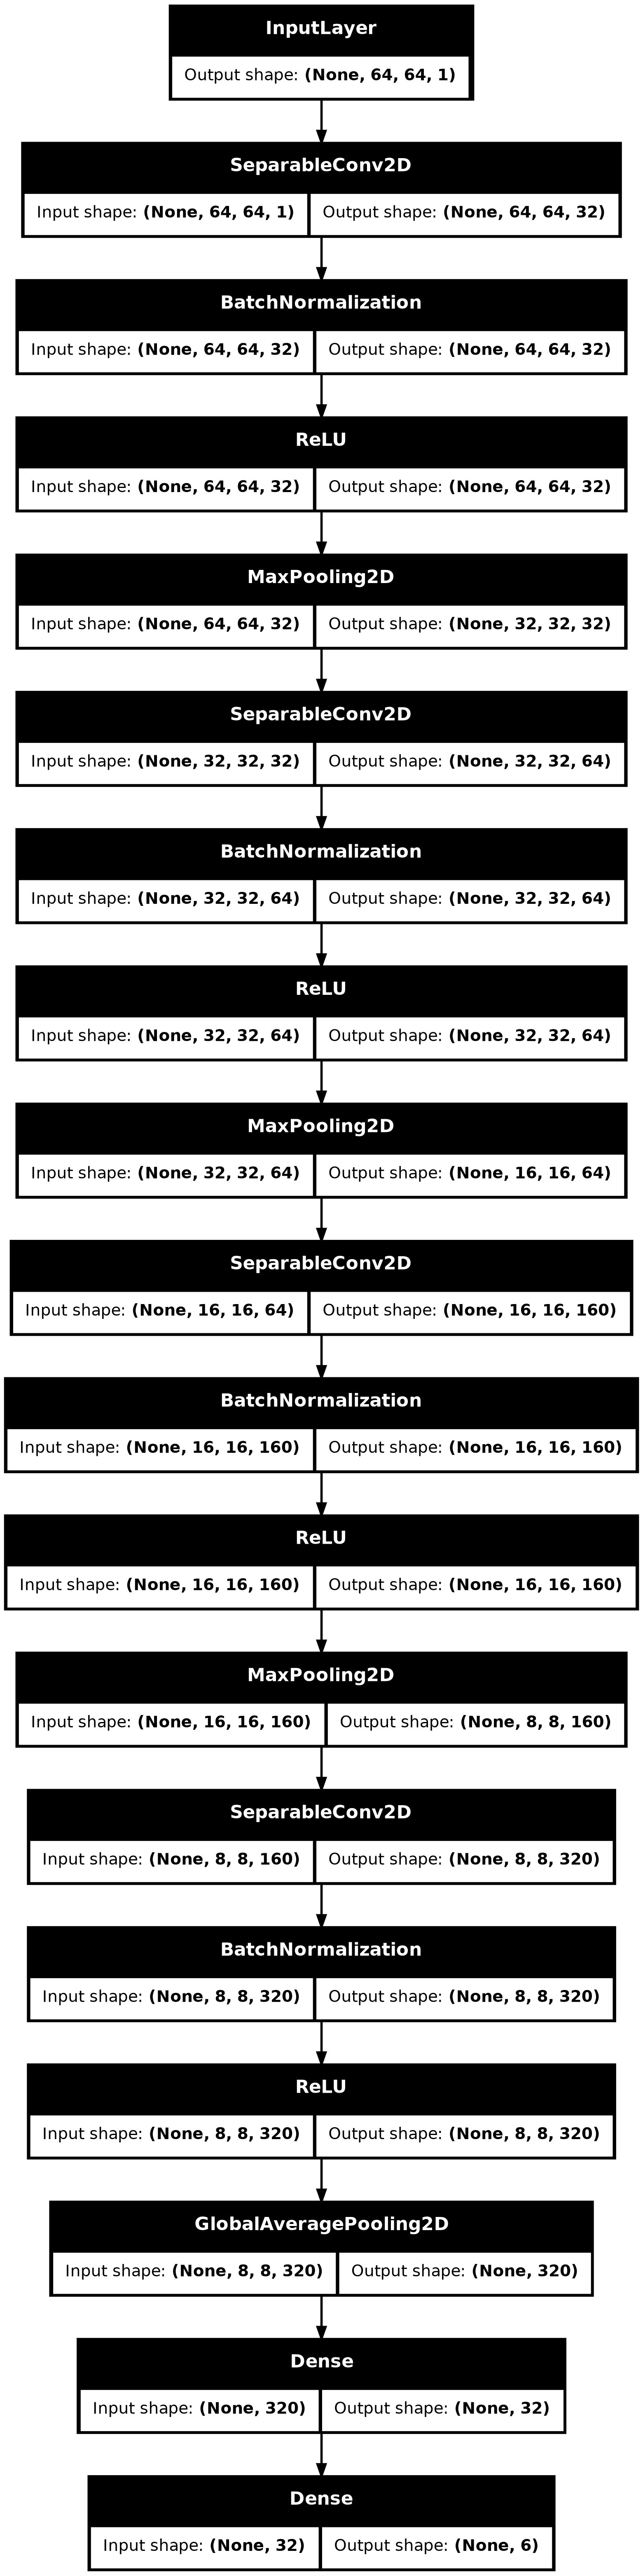 InputLayer
Output shape: (None, 64, 64, 1)
SeparableConv2D
Input shape: (None, 64, 64, 1) Output shape: (None, 64, 64, 32)
BatchNormalization
Input shape: (None, 64, 64, 32) Output shape: (None, 64, 64, 32)
ReLU
Input shape: (None, 64, 64, 32) Output shape: (None, 64, 64, 32)
MaxPooling2D
Input shape: (None, 64, 64, 32) Output shape: (None, 32, 32, 32)
SeparableConv2D
Input shape: (None, 32, 32, 32) Output shape: (None, 32, 32, 64)
BatchNormalization
Input shape: (None, 32, 32, 64) Output shape: (None, 32, 32, 64)
ReLU
Input shape: (None, 32, 32, 64) Output shape: (None, 32, 32, 64)
MaxPooling2D
Input shape: (None, 32, 32, 64) Output shape: (None, 16, 16, 64)
SeparableConv2D
Input shape: (None, 16, 16, 64) Output shape: (None, 16, 16, 160)
BatchNormalization
Input shape: (None, 16, 16, 160) Output shape: (None, 16, 16, 160)
ReLU
Input shape: (None, 16, 16, 160) Output shape: (None, 16, 16, 160)
MaxPooling2D
Input shape: (None, 16, 16, 160) Output shape: (None, 8, 8, 160)
SeparableConv2D
Input shape: (None, 8, 8, 160) Output shape: (None, 8, 8, 320)
BatchNormalization
Input shape: (None, 8, 8, 320) Output shape: (None, 8, 8, 320)
ReLU
Input shape: (None, 8, 8, 320) Output shape: (None, 8, 8, 320)
GlobalAveragePooling2D
Input shape: (None, 8, 8, 320) Output shape: (None, 320)
Dense
Input shape: (None, 320) Output shape: (None, 32)
Dense
Input shape: (None, 32) Output shape: (None, 6)